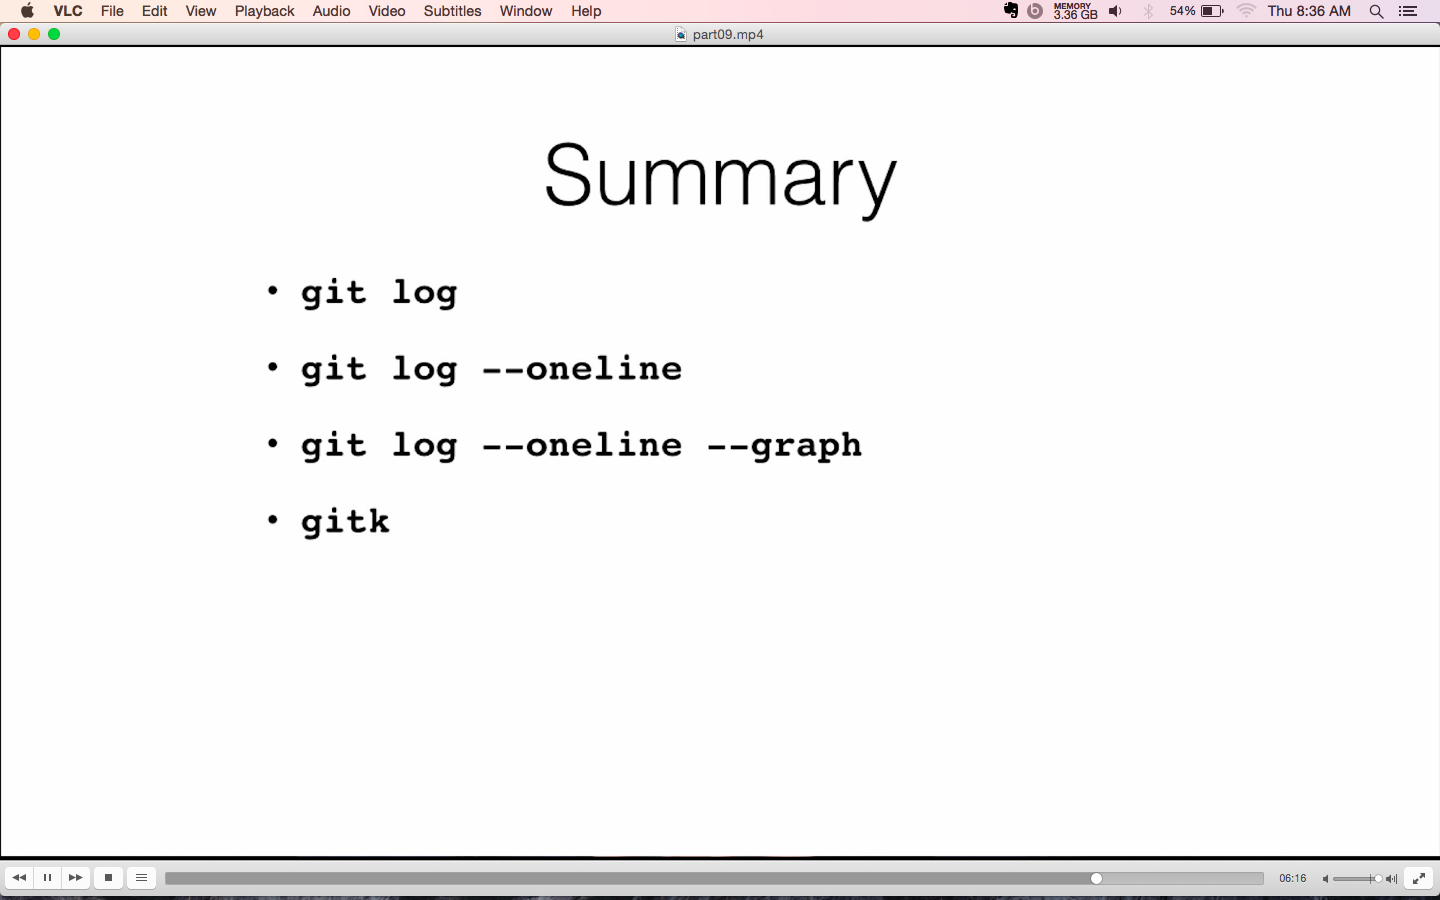 VLC File Edit View Playback Audio Video Subtitles Window Help MEMORY 3.36 GB 54% Thu 8:36 AM
part09.mp4
Summary
• git log
• git log --oneline
• git log --oneline --graph
• gitk
06:16